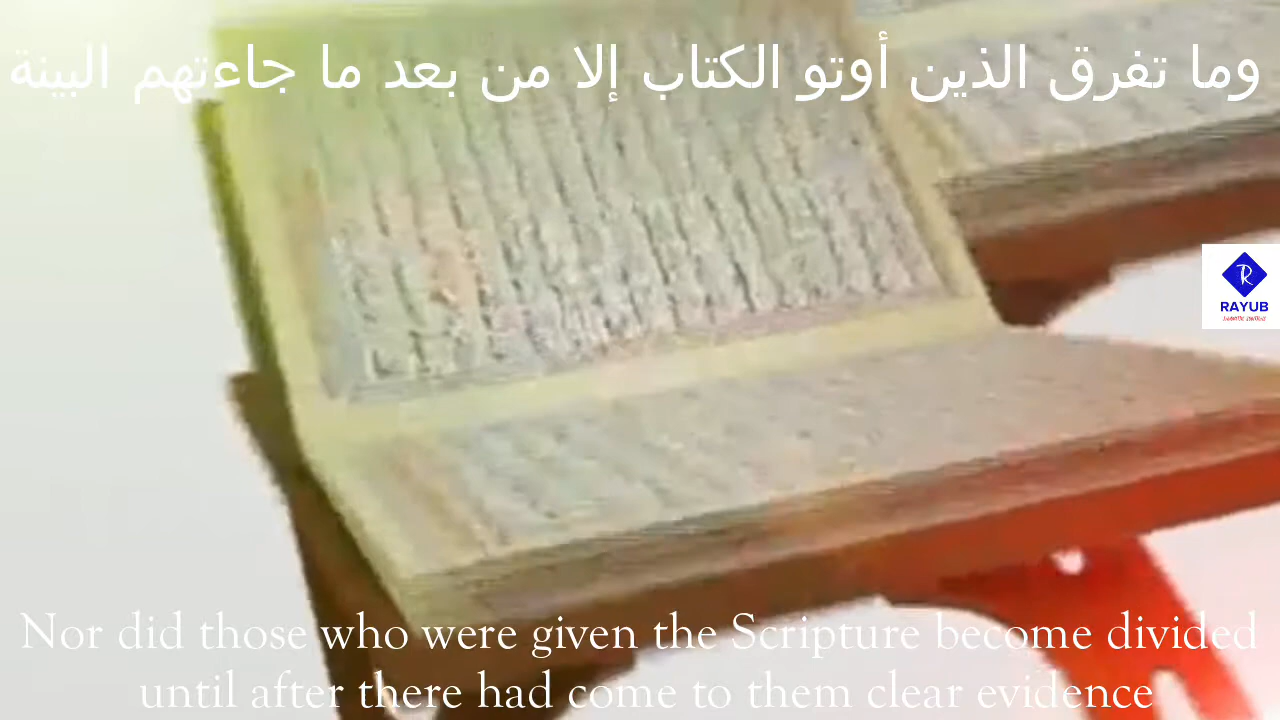 وما تفرق الذين أوتو الكتاب إلا من بعد ما جاءتهم البينة
RAYUB
Nor did those who were given the Scripture become divided
until after there had come to them clear evidence